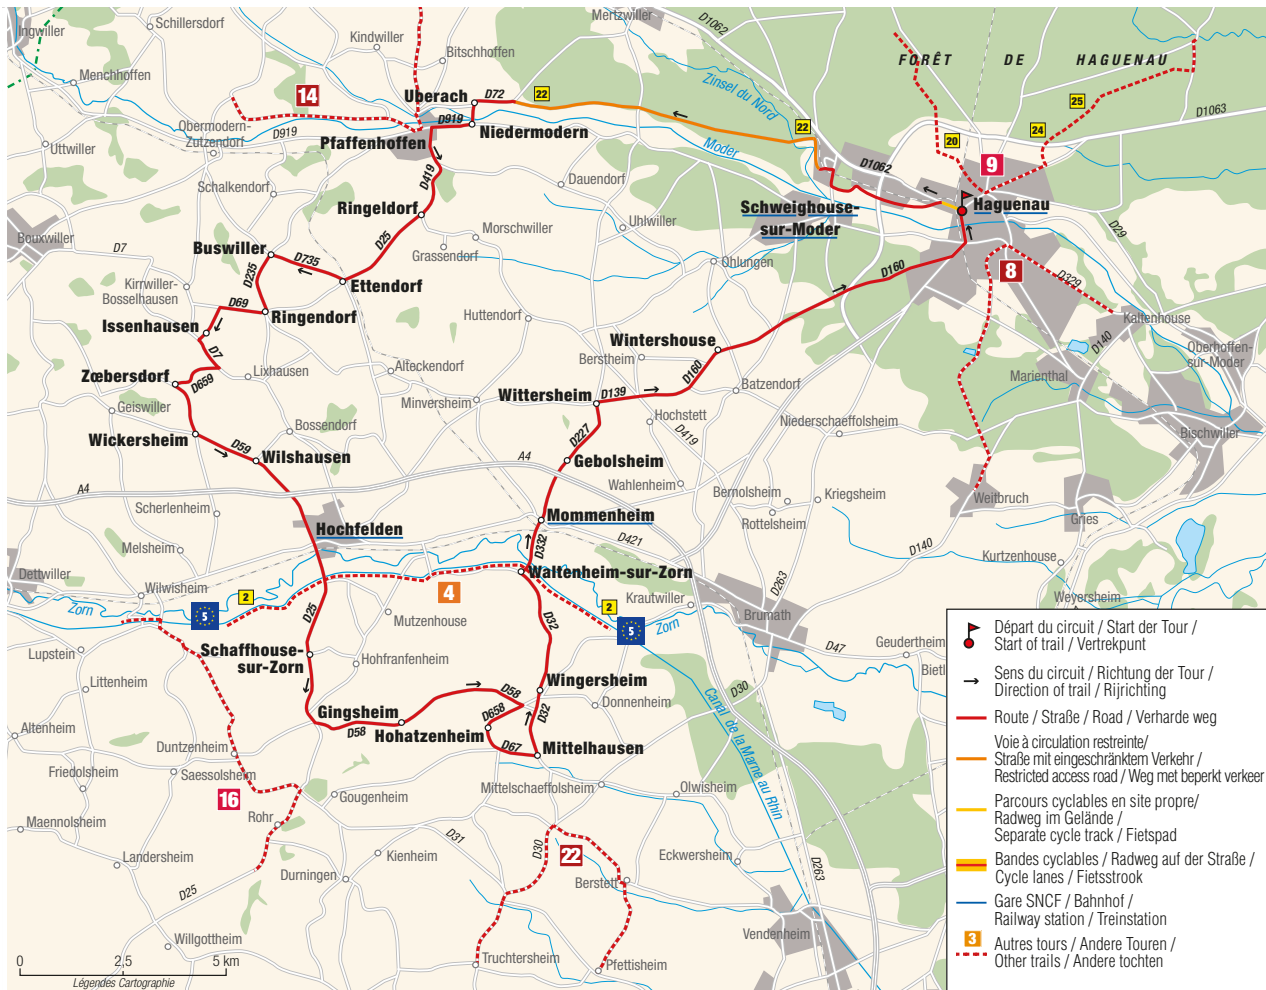 Ingwiller
Schillersdorf
Mertzwiller
D1062
Kindwiller
Bitschhoffen
Menchhoffen
FORÊT DE HAGUENAU
Zinsel du Nord
14
Uberach
D72
22
25
D1063
Obermodern-
Zutzendorf
D919
D919
Niedermodern
22
24
Uttwiller
Pfaffenhoffen
Moder
20
D1062
9
D419
Schalkendorf
Dauendorf
Schweighouse-
sur-Moder
Haguenau
Ringeldorf
Uhlwiller
D29
Bouxwiller
D7
Buswiller
D735
D25
Morschwiller
Grassendorf
Ohlungen
D160
8
D329
Kirrwiller-
Bosselhausen
D235
Ettendorf
D69
Ringendorf
Issenhausen
Huttendorf
Kaltenhouse
D140
Oberhoffen-
sur-Moder
D7
Wintershouse
Berstheim
Zœbersdorf
D659
Lixhausen
Alteckendorf
D160
Marienthal
Batzendorf
Geiswiller
Minversheim
Wittersheim
D139
Hochstett
Niederschaeffolsheim
Bossendorf
D419
Wickersheim
D59
D227
Bischwiller
Wilshausen
A4
Gebolsheim
A4
Wahlenheim
Bernolsheim
Kriegsheim
Weitbruch
Scherlenheim
Hochfelden
Mommenheim
Rottelsheim
Gries
D332
D421
D140
Melsheim
Kurtzenhouse
Dettwiller
Wilwisheim
Waltenheim-sur-Zorn
D263
Zorn
5
2
4
2
Krautwiller
Brumath
Weyersheim
D25
Mutzenhouse
D32
5
Zorn
Lupstein
Schaffhouse-
sur-Zorn
Hohfranfenheim
D47
Geudertheim
Bietl
Littenheim
Wingersheim
D30
D58
Donnenheim
Canal de la Marne au Rhin
Gingsheim
D58
D658
Hohatzenheim
D32
D67
Altenheim
Duntzenheim
Mittelhausen
Friedolsheim
Saessolsheim
16
Gougenheim
Mittelschaeffolsheim
Olwisheim
Rohr
Maennolsheim
D31
D30
22
Landersheim
Kienheim
Eckwersheim
D263
Durningen
Berstett
D25
Willgottheim
Vendenheim
Truchtersheim
Pfettisheim
0 2,5 5 km
Légendes Cartographie
Départ du circuit / Start der Tour /
Start of trail / Vertrekpunt
Sens du circuit / Richtung der Tour /
Direction of trail / Rijrichting
Route / Straße / Road / Verharde weg
Voie à circulation restreinte/
Straße mit eingeschränktem Verkehr /
Restricted access road / Weg met beperkt verkeer
Parcours cyclables en site propre/
Radweg im Gelände /
Separate cycle track / Fietspad
Bandes cyclables / Radweg auf der Straße /
Cycle lanes / Fietsstrook
Gare SNCF / Bahnhof /
Railway station / Treinstation
3
Autres tours / Andere Touren /
Other trails / Andere tochten